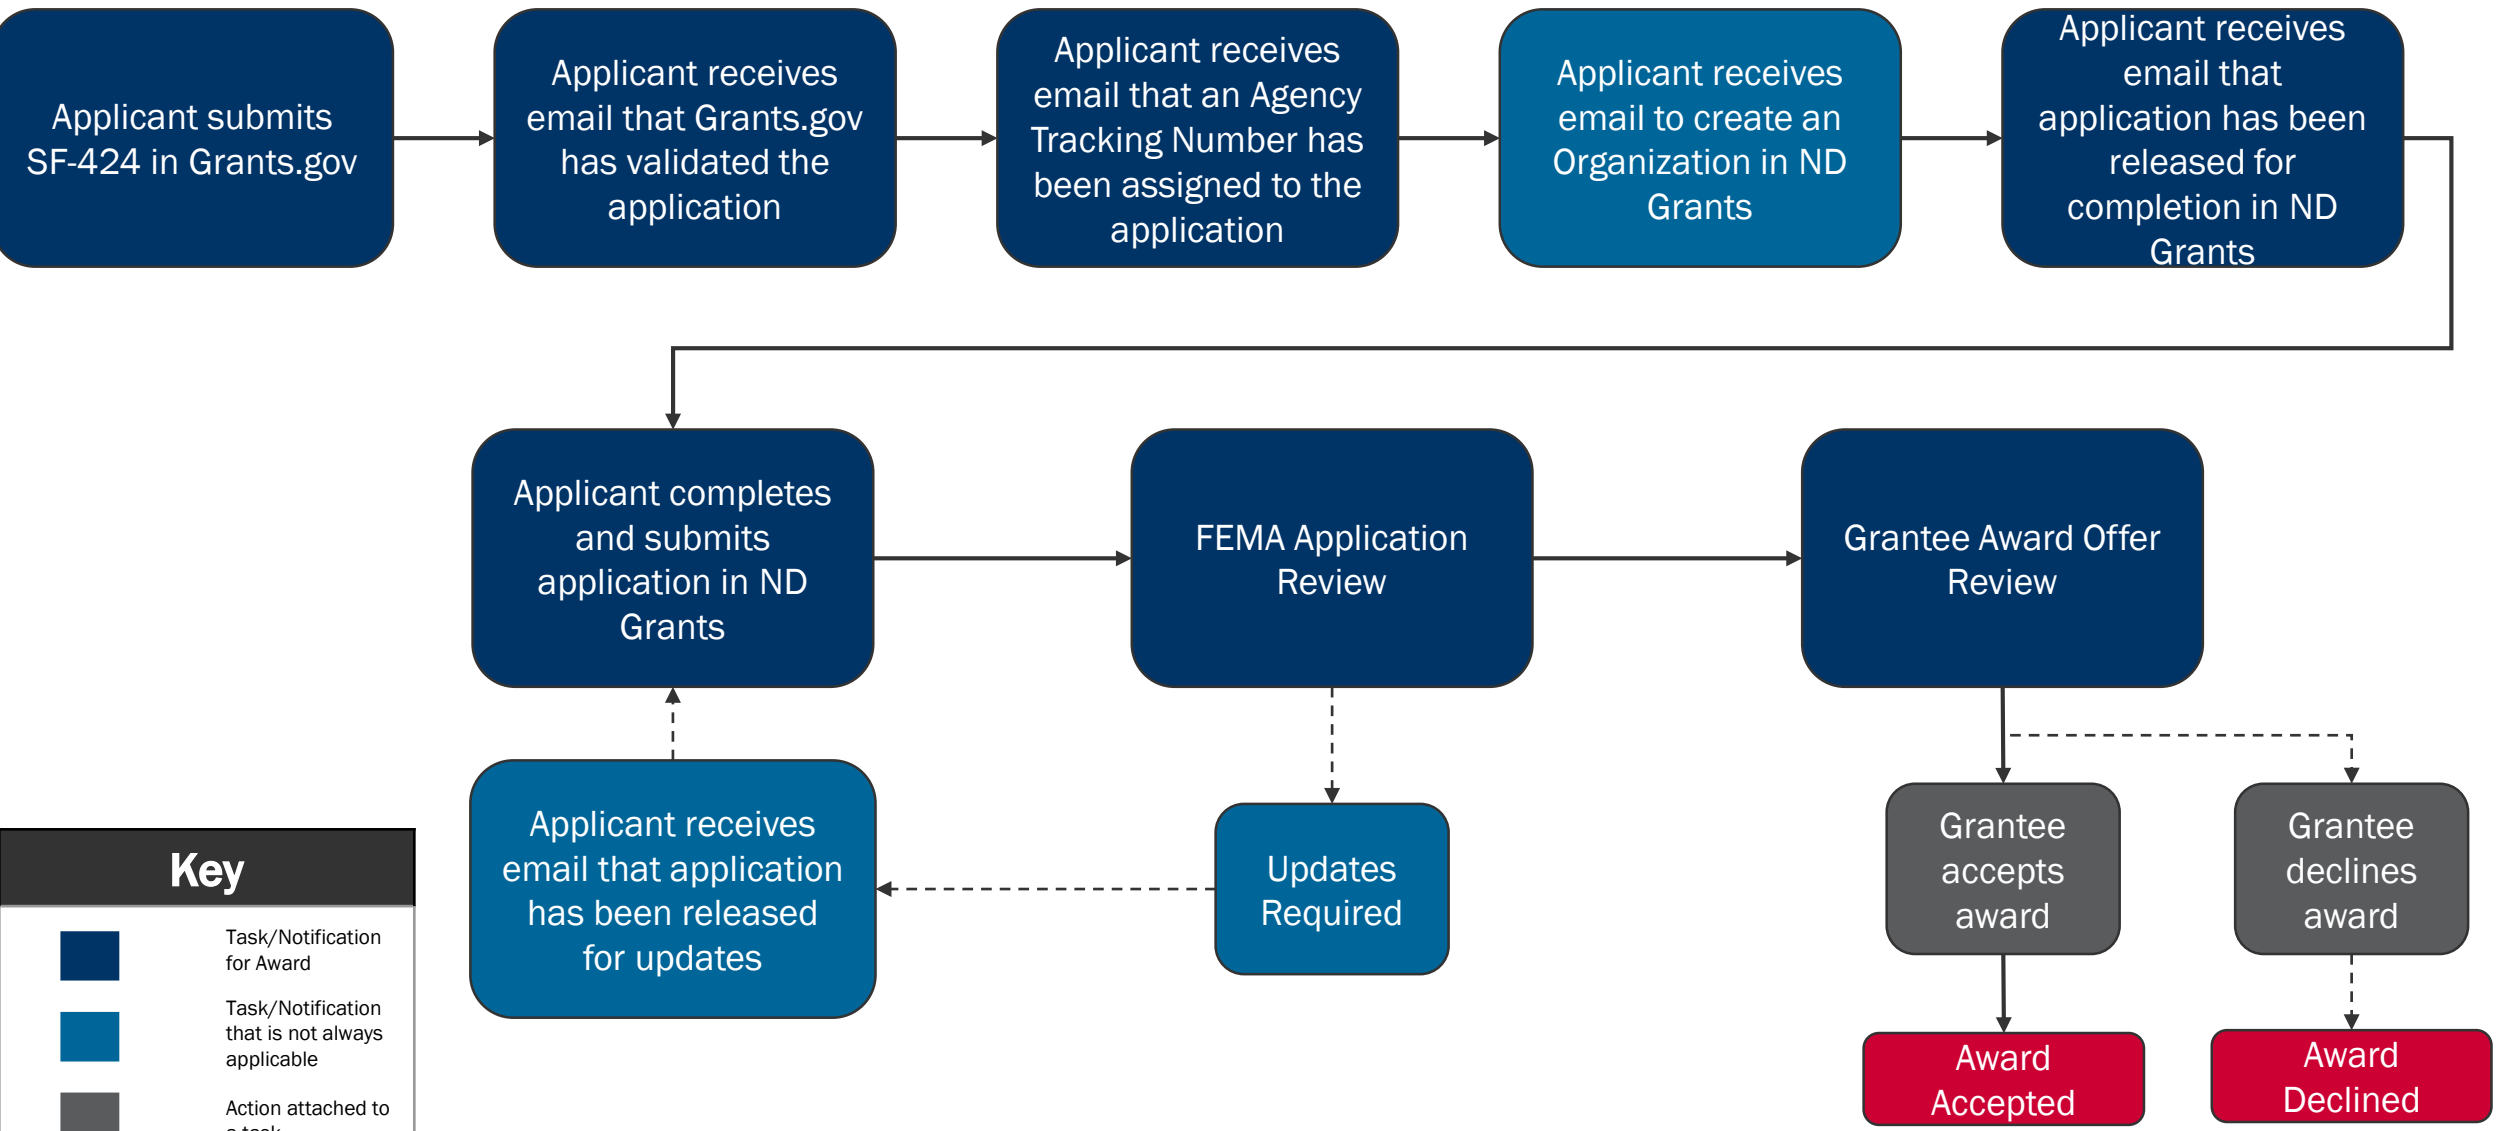 Applicant submits
SF-424 in Grants.gov
Applicant receives
email that Grants.gov
has validated the
application
Applicant receives
email that an Agency
Tracking Number has
been assigned to the
application
Applicant receives
email to create an
Organization in ND
Grants
Applicant receives
email that
application has been
released for
completion in ND
Grants
Applicant completes
and submits
application in ND
Grants
FEMA Application
Review
Grantee Award Offer
Review
Applicant receives
email that application
has been released
for updates
Updates
Required
Grantee
accepts
award
Grantee
declines
award
Award
Accepted
Award
Declined
Key
Task/Notification
for Award
Task/Notification
that is not always
applicable
Action attached to
a task